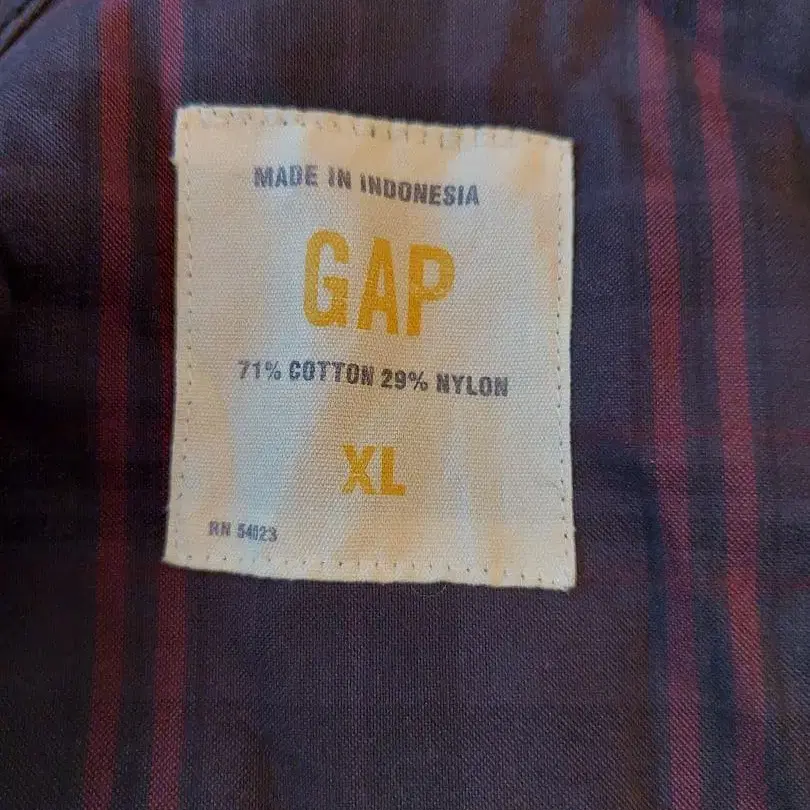 MADE IN INDONESIA
GAP
71% COTTON 29% NYLON
XL
RN 54023